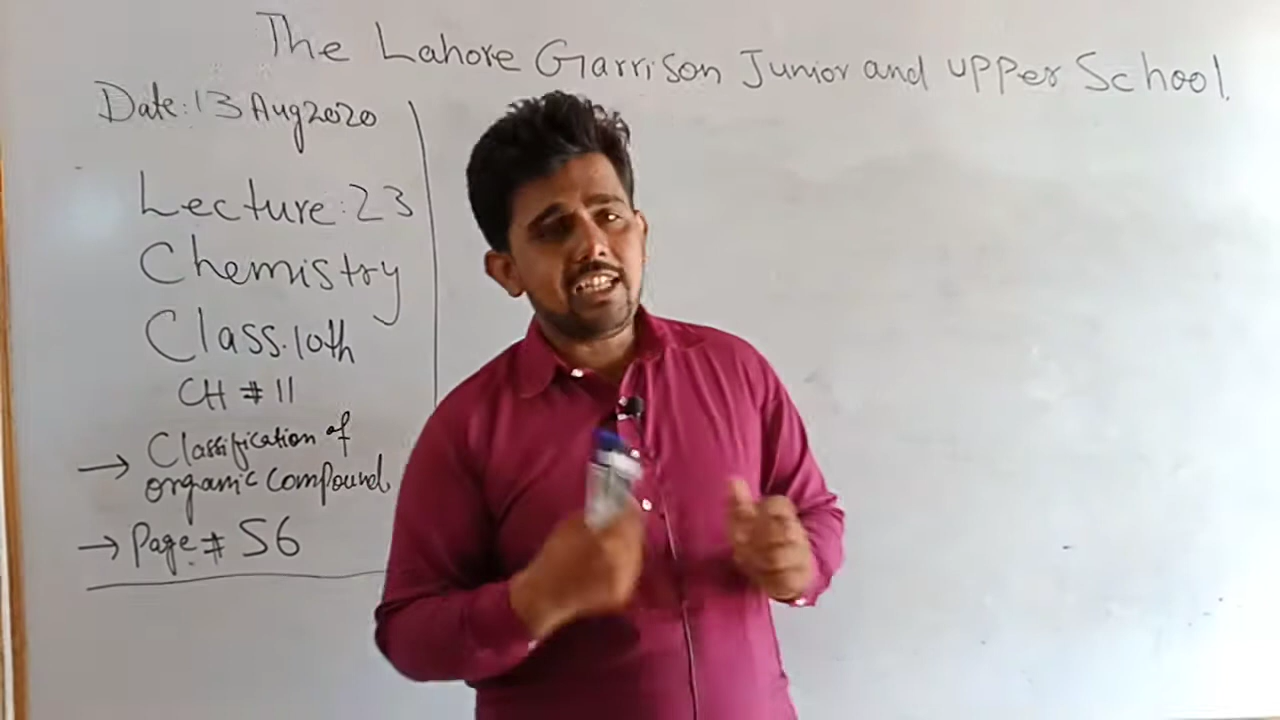 The Lahore Garrison Junior and upper School.
Date: 13 Aug 2020
Lecture: 23
Chemistry
Class. 10th
CH # 11
→ Classification of
organic compound.
→ Page. # 56